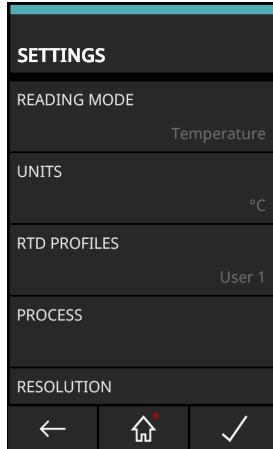 SETTINGS
READING MODE
Temperature
UNITS
°C
RTD PROFILES
User 1
PROCESS
RESOLUTION